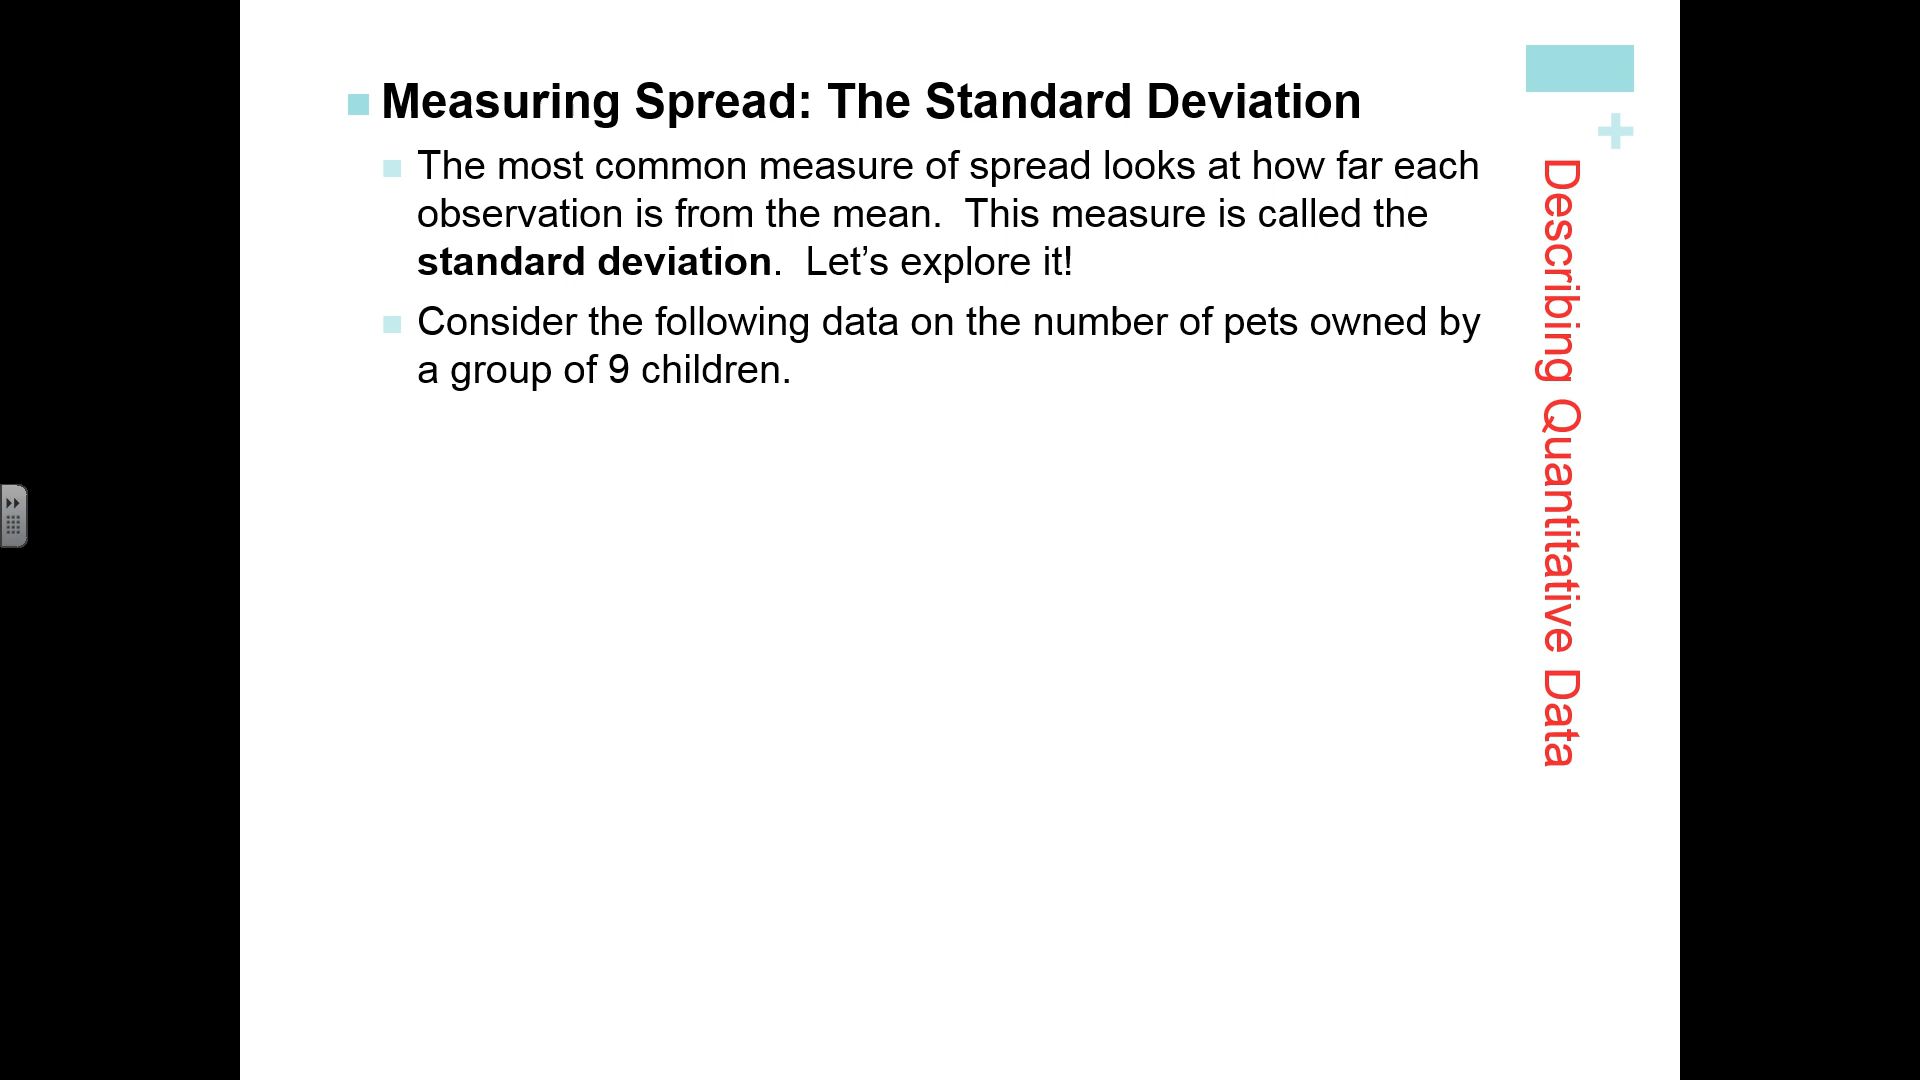 Measuring Spread: The Standard Deviation
The most common measure of spread looks at how far each
observation is from the mean.  This measure is called the
standard deviation.  Let’s explore it!
Consider the following data on the number of pets owned by
a group of 9 children.
+
Describing Quantitative Data